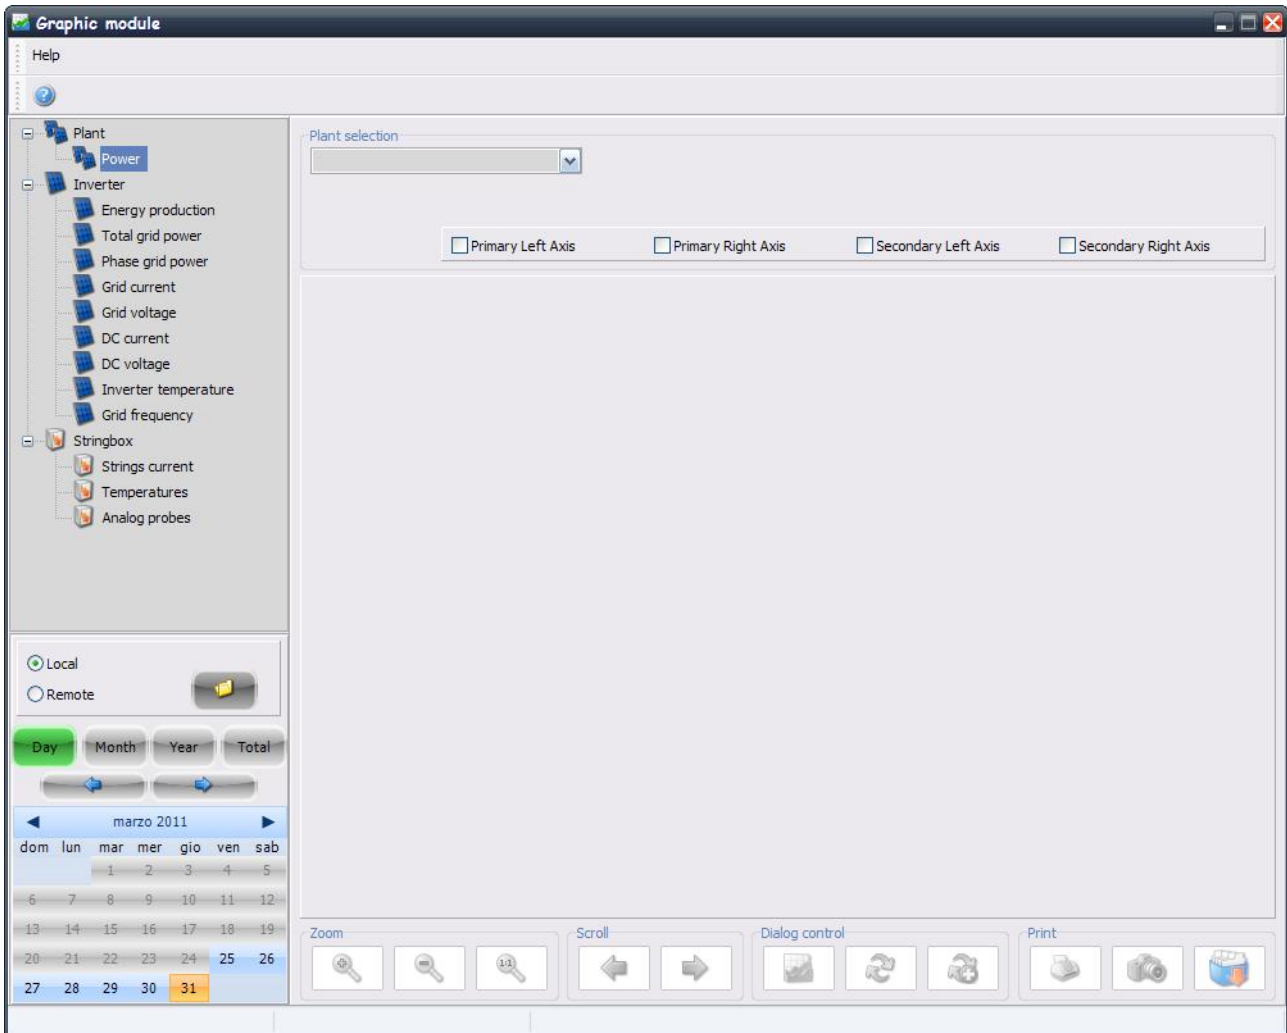 Graphic module
Help
Plant
Power
Inverter
Energy production
Total grid power
Phase grid power
Grid current
Grid voltage
DC current
DC voltage
Inverter temperature
Grid frequency
Stringbox
Strings current
Temperatures
Analog probes
Local
Remote
Day Month Year Total
marzo 2011
dom lun mar mer gio ven sab
1 2 3 4 5
6 7 8 9 10 11 12
13 14 15 16 17 18 19
20 21 22 23 24 25 26
27 28 29 30 31
Plant selection
Primary Left Axis Primary Right Axis Secondary Left Axis Secondary Right Axis
Zoom Scroll Dialog control Print
1:1